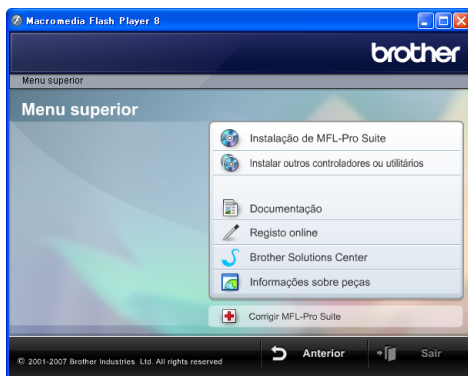 Macromedia Flash Player 8
brother
Menu superior
Menu superior
Instalação de MFL-Pro Suite
Instalar outros controladores ou utilitários
Documentação
Registo online
Brother Solutions Center
Informações sobre peças
Corrigir MFL-Pro Suite
© 2001-2007 Brother Industries Ltd. All rights reserved
Anterior
Sair